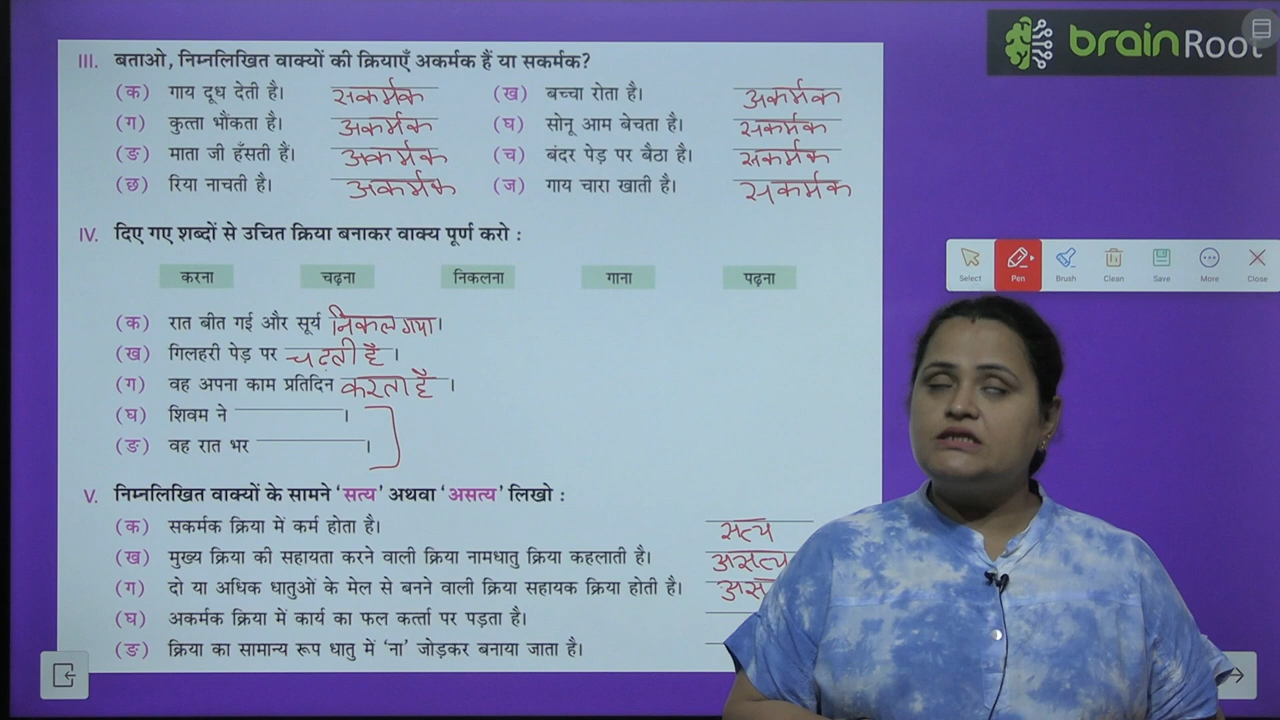 brainRoot
III. बताओ, निम्नलिखित वाक्यों की क्रियाएँ अकर्मक हैं या सकर्मक?
(क) गाय दूध देती है। सकर्मक (ख) बच्चा रोता है। अकर्मक
(ग) कुत्ता भौंकता है। अकर्मक (घ) सोनू आम बेचता है। सकर्मक
(ङ) माता जी हँसती हैं। अकर्मक (च) बंदर पेड़ पर बैठा है। सकर्मक
(छ) रिया नाचती है। अकर्मक (ज) गाय चारा खाती है। सकर्मक
IV. दिए गए शब्दों से उचित क्रिया बनाकर वाक्य पूर्ण करो :
करना चढ़ना निकलना गाना पढ़ना
Select Pen Brush Clean Save More Close
(क) रात बीत गई और सूर्य निकल गया।
(ख) गिलहरी पेड़ पर चढ़ती है।
(ग) वह अपना काम प्रतिदिन करता है।
(घ) शिवम ने ।
(ङ) वह रात भर ।
V. निम्नलिखित वाक्यों के सामने 'सत्य' अथवा 'असत्य' लिखो :
(क) सकर्मक क्रिया में कर्म होता है। सत्य
(ख) मुख्य क्रिया की सहायता करने वाली क्रिया नामधातु क्रिया कहलाती है। असत्य
(ग) दो या अधिक धातुओं के मेल से बनने वाली क्रिया सहायक क्रिया होती है।
(घ) अकर्मक क्रिया में कार्य का फल कर्त्ता पर पड़ता है।
(ङ) क्रिया का सामान्य रूप धातु में 'ना' जोड़कर बनाया जाता है।